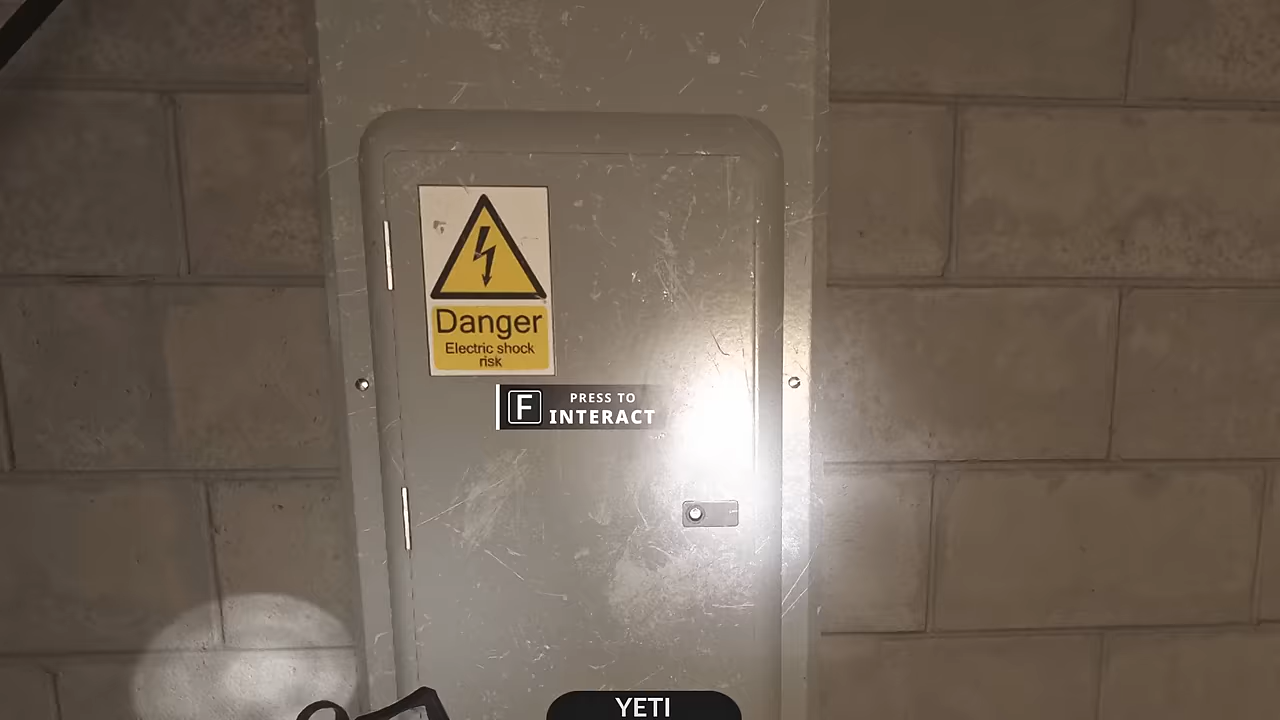 Danger
Electric shock
risk
F
PRESS TO
INTERACT
YETI